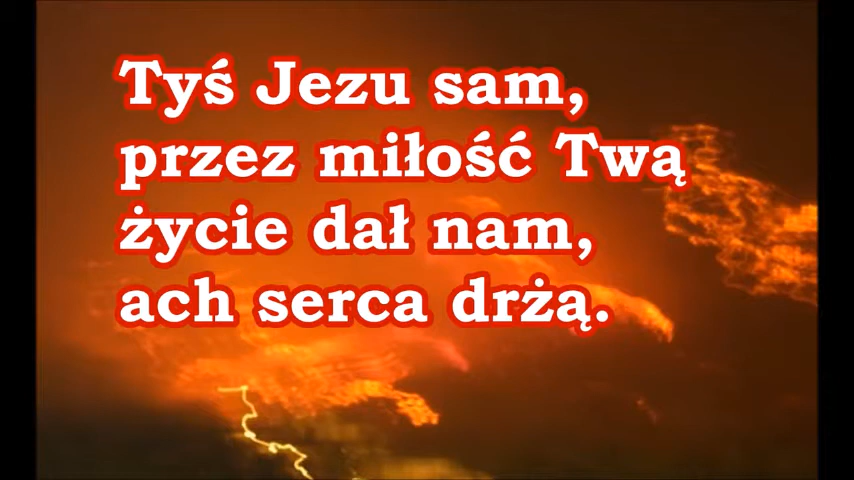 Tyś Jezu sam,
przez miłość Twą
życie dał nam,
ach serca drżą.